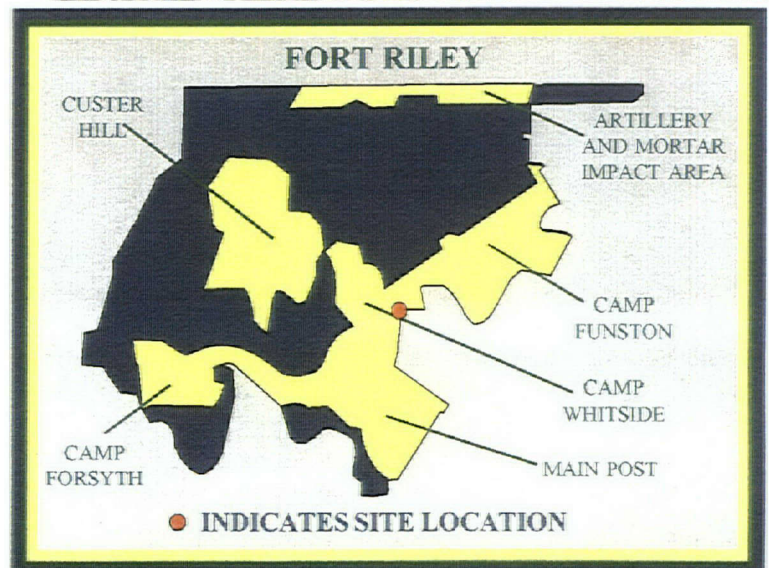 FORT RILEY
CUSTER
HILL
ARTILLERY
AND MORTAR
IMPACT AREA
CAMP
FUNSTON
CAMP
WHITSIDE
MAIN POST
CAMP
FORSYTH
INDICATES SITE LOCATION